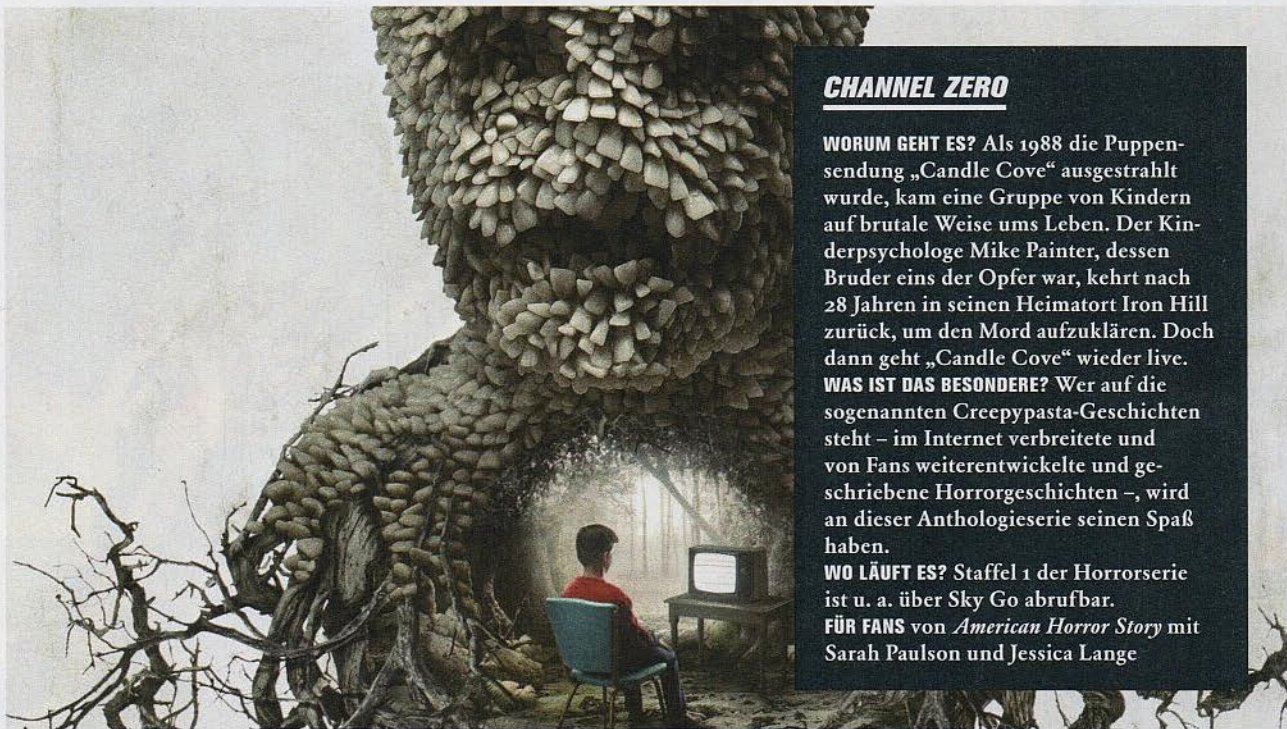 CHANNEL ZERO
WORUM GEHT ES? Als 1988 die Puppen-
sendung „Candle Cove“ ausgestrahlt
wurde, kam eine Gruppe von Kindern
auf brutale Weise ums Leben. Der Kin-
derpsychologe Mike Painter, dessen
Bruder eins der Opfer war, kehrt nach
28 Jahren in seinen Heimatort Iron Hill
zurück, um den Mord aufzuklären. Doch
dann geht „Candle Cove“ wieder live.
WAS IST DAS BESONDERE? Wer auf die
sogenannten Creepypasta-Geschichten
steht – im Internet verbreitete und
von Fans weiterentwickelte und ge-
schriebene Horrorgeschichten –, wird
an dieser Anthologieserie seinen Spaß
haben.
WO LÄUFT ES? Staffel 1 der Horrorserie
ist u. a. über Sky Go abrufbar.
FÜR FANS von American Horror Story mit
Sarah Paulson und Jessica Lange